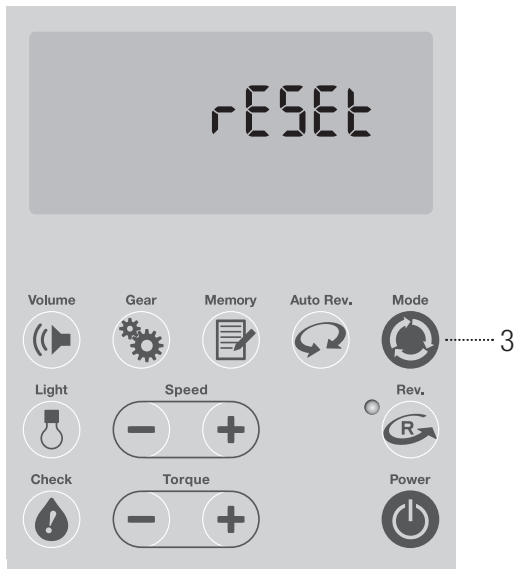 rESEt
Volume Gear Memory Auto Rev. Mode
3
Light Speed Rev.
R
Check Torque Power